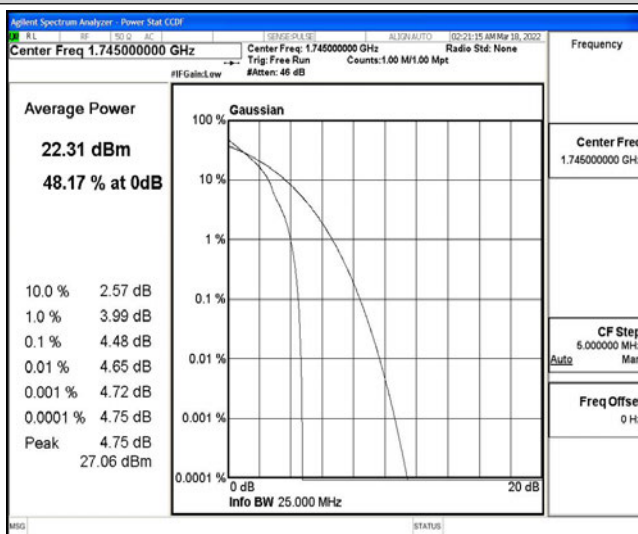 Agilent Spectrum Analyzer - Power Stat CCDF
RL RF 50 Ω AC SENSE:PULSE ALIGN AUTO 02:21:15 AM Mar 18, 2022
Center Freq 1.745000000 GHz
Center Freq: 1.745000000 GHz Radio Std: None
Trig: Free Run Counts:1.00 M/1.00 Mpt
#IFGain:Low #Atten: 46 dB
Frequency
Average Power
22.31 dBm
48.17 % at 0dB
10.0 % 2.57 dB
1.0 % 3.99 dB
0.1 % 4.48 dB
0.01 % 4.65 dB
0.001 % 4.72 dB
0.0001 % 4.75 dB
Peak 4.75 dB
27.06 dBm
Gaussian
100 %
10 %
1 %
0.1 %
0.01 %
0.001 %
0.0001 %
0 dB 20 dB
Info BW 25.000 MHz
Center Freq
1.745000000 GHz
CF Step
5.000000 MHz
Auto Man
Freq Offset
0 Hz
MSG STATUS